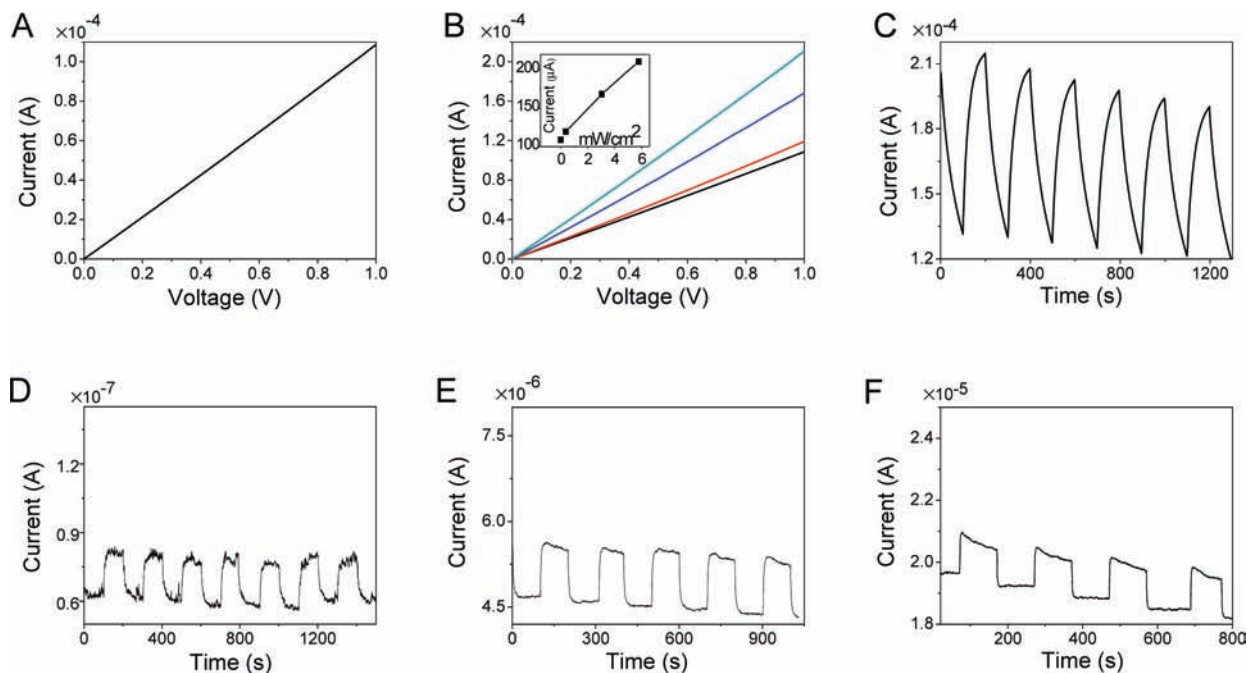 A
×10⁻⁴
1.0
0.8
0.6
0.4
0.2
0.0
Current (A)
0.0 0.2 0.4 0.6 0.8 1.0
Voltage (V)
B
×10⁻⁴
2.0
1.6
1.2
0.8
0.4
0.0
Current (A)
200
150
100
Current (μA)
mW/cm²
0 2 4 6
0.0 0.2 0.4 0.6 0.8 1.0
Voltage (V)
C
×10⁻⁴
2.1
1.8
1.5
1.2
Current (A)
0 400 800 1200
Time (s)
D
×10⁻⁷
1.2
0.9
0.6
Current (A)
0 400 800 1200
Time (s)
E
×10⁻⁶
7.5
6.0
4.5
Current (A)
0 300 600 900
Time (s)
F
×10⁻⁵
2.4
2.2
2.0
1.8
Current (A)
200 400 600 800
Time (s)